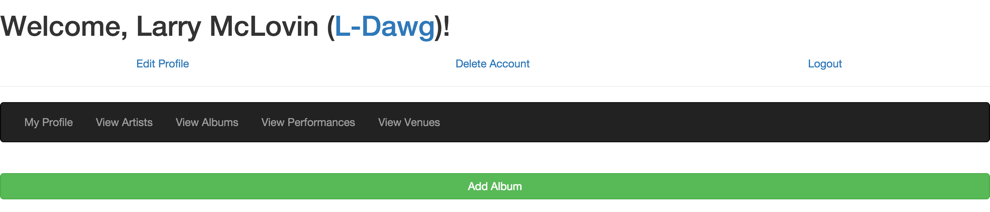 Welcome, Larry McLovin (L-Dawg)!
Edit Profile Delete Account Logout
My Profile View Artists View Albums View Performances View Venues
Add Album